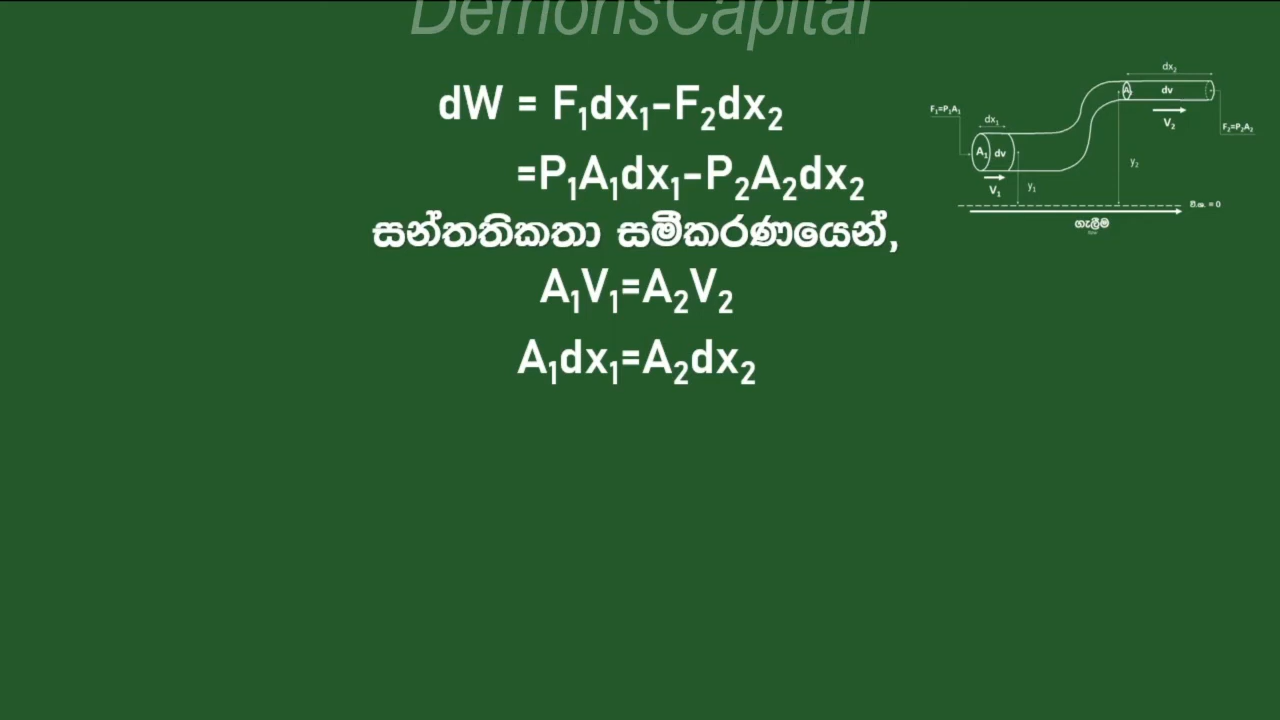 DemonsCapital
dW = F₁dx₁-F₂dx₂
=P₁A₁dx₁-P₂A₂dx₂
සන්තතිකතා සමීකරණයෙන්,
A₁V₁=A₂V₂
A₁dx₁=A₂dx₂
dx₂
A dv
F₁=P₁A₁
dx₁
V₂
F₂=P₂A₂
A₁ dv
y₂
V₁
y₁
වි.ශ. = 0
ගැලීම